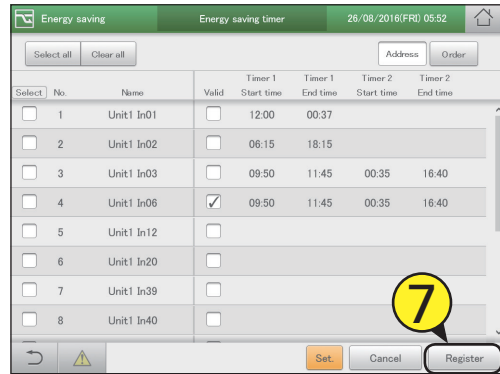 Energy saving Energy saving timer 26/08/2016(FRI) 05:52
Select all Clear all Address Order
Timer 1 Timer 1 Timer 2 Timer 2
Select No. Name Valid Start time End time Start time End time
1 Unit1 In01 12:00 00:37
2 Unit1 In02 06:15 18:15
3 Unit1 In03 09:50 11:45 00:35 16:40
4 Unit1 In06 09:50 11:45 00:35 16:40
5 Unit1 In12
6 Unit1 In20
7 Unit1 In39
8 Unit1 In40
7
Set. Cancel Register